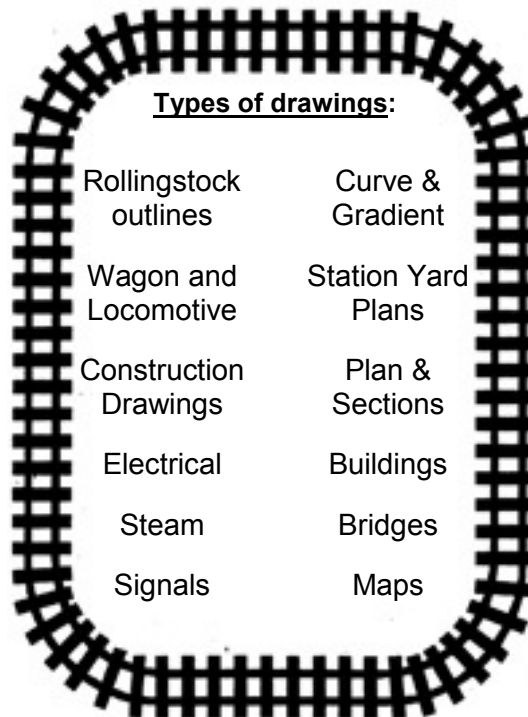 Types of drawings:
Rollingstock
outlines
Wagon and
Locomotive
Construction
Drawings
Electrical
Steam
Signals
Curve &
Gradient
Station Yard
Plans
Plan &
Sections
Buildings
Bridges
Maps